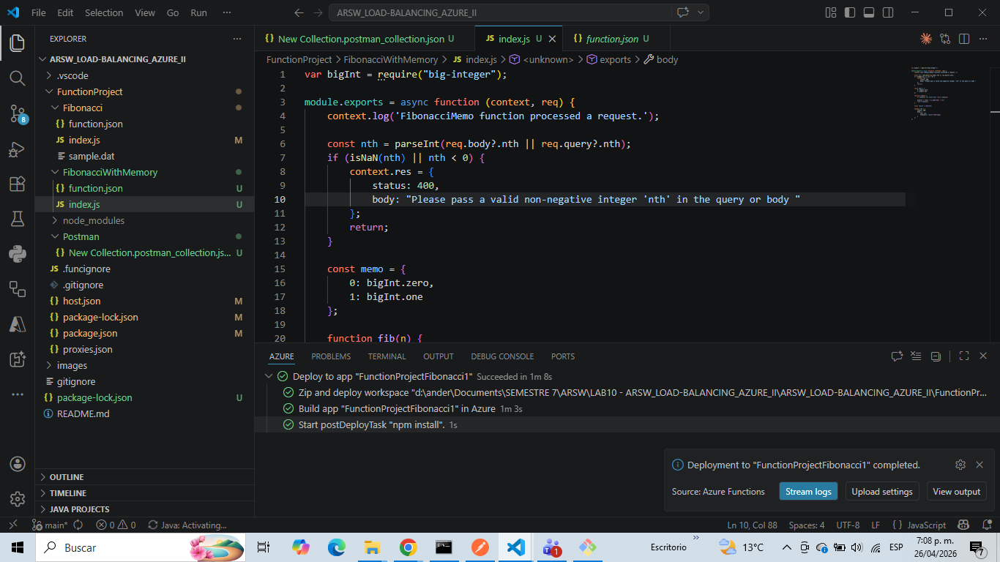 File Edit Selection View Go Run ···
ARSW_LOAD-BALANCING_AZURE_II
EXPLORER ···
ARSW_LOAD-BALANCING_AZURE_II
.vscode
FunctionProject
Fibonacci
function.json
JS index.js M
sample.dat
FibonacciWithMemory
{} function.json U
JS index.js U
node_modules
Postman
{} New Collection.postman_collection.js... U
JS .funcignore
.gitignore
{} host.json M
{} package-lock.json M
{} package.json M
{} proxies.json
images
gitignore
{} package-lock.json U
README.md
OUTLINE
TIMELINE
JAVA PROJECTS
8
{} New Collection.postman_collection.json U
JS index.js U
{} function.json U
FunctionProject > FibonacciWithMemory > JS index.js > <unknown> > exports > body
1 var bigInt = require("big-integer");
2
3 module.exports = async function (context, req) {
4 context.log('FibonacciMemo function processed a request.');
5
6 const nth = parseInt(req.body?.nth || req.query?.nth);
7 if (isNaN(nth) || nth < 0) {
8 context.res = {
9 status: 400,
10 body: "Please pass a valid non-negative integer 'nth' in the query or body "
11 };
12 return;
13 }
14
15 const memo = {
16 0: bigInt.zero,
17 1: bigInt.one
18 };
19
20 function fib(n) {
AZURE PROBLEMS TERMINAL OUTPUT DEBUG CONSOLE PORTS
Deploy to app "FunctionProjectFibonacci1" Succeeded in 1m 8s
Zip and deploy workspace "d:\ander\Documents\SEMESTRE 7\ARSW\LAB10 - ARSW_LOAD-BALANCING_AZURE_II\ARSW_LOAD-BALANCING_AZURE_II\FunctionPr...
Build app "FunctionProjectFibonacci1" in Azure 1m 3s
Start postDeployTask "npm install". 1s
Deployment to "FunctionProjectFibonacci1" completed.
Source: Azure Functions Stream logs Upload settings View output
main* 0 0 Java: Activating...
Ln 10, Col 88 Spaces: 4 UTF-8 LF {} JavaScript
Buscar
1
Escritorio » 13°C ESP
7:08 p. m.
26/04/2026
7